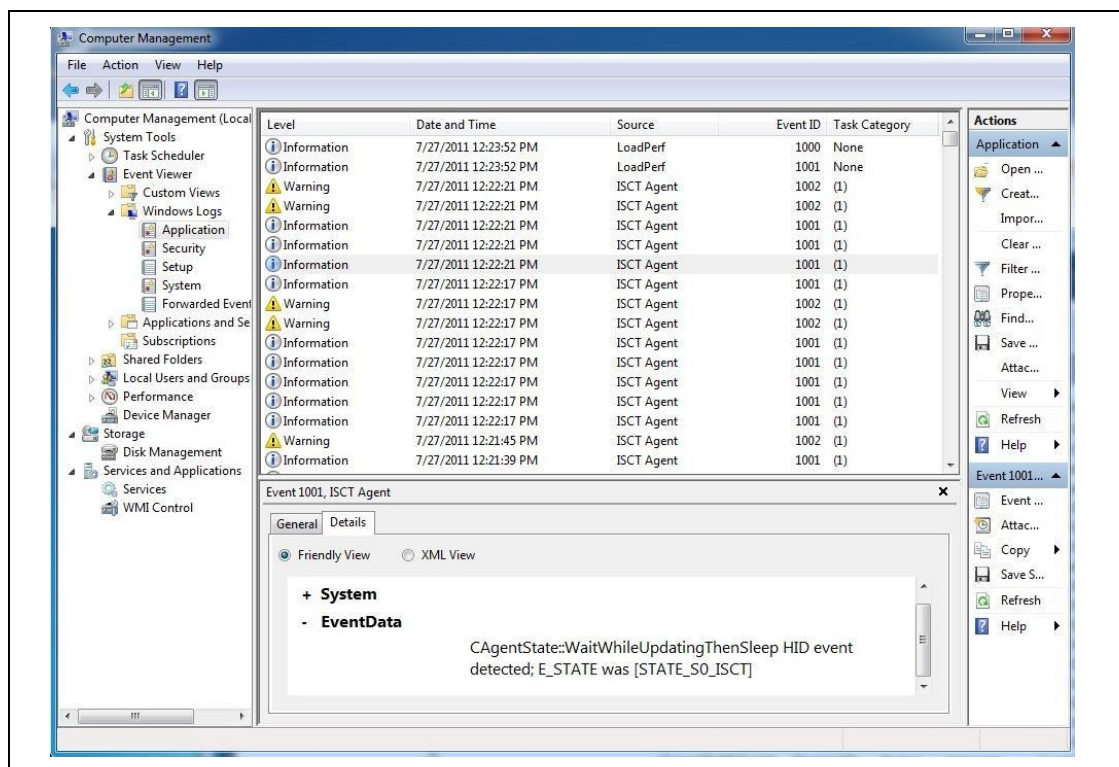 Computer Management
File Action View Help
Computer Management (Local
System Tools
Task Scheduler
Event Viewer
Custom Views
Windows Logs
Application
Security
Setup
System
Forwarded Event
Applications and Se
Subscriptions
Shared Folders
Local Users and Groups
Performance
Device Manager
Storage
Disk Management
Services and Applications
Services
WMI Control
Level Date and Time Source Event ID Task Category
Information 7/27/2011 12:23:52 PM LoadPerf 1000 None
Information 7/27/2011 12:23:52 PM LoadPerf 1001 None
Warning 7/27/2011 12:22:21 PM ISCT Agent 1002 (1)
Warning 7/27/2011 12:22:21 PM ISCT Agent 1002 (1)
Information 7/27/2011 12:22:21 PM ISCT Agent 1001 (1)
Information 7/27/2011 12:22:21 PM ISCT Agent 1001 (1)
Information 7/27/2011 12:22:21 PM ISCT Agent 1001 (1)
Information 7/27/2011 12:22:17 PM ISCT Agent 1001 (1)
Warning 7/27/2011 12:22:17 PM ISCT Agent 1002 (1)
Warning 7/27/2011 12:22:17 PM ISCT Agent 1002 (1)
Information 7/27/2011 12:22:17 PM ISCT Agent 1001 (1)
Information 7/27/2011 12:22:17 PM ISCT Agent 1001 (1)
Information 7/27/2011 12:22:17 PM ISCT Agent 1001 (1)
Information 7/27/2011 12:22:17 PM ISCT Agent 1001 (1)
Information 7/27/2011 12:22:17 PM ISCT Agent 1001 (1)
Warning 7/27/2011 12:21:45 PM ISCT Agent 1002 (1)
Information 7/27/2011 12:21:39 PM ISCT Agent 1001 (1)
Event 1001, ISCT Agent
General Details
Friendly View XML View
+ System
- EventData
CAgentState::WaitWhileUpdatingThenSleep HID event
detected; E_STATE was [STATE_S0_ISCT]
Actions
Application
Open ...
Creat...
Impor...
Clear ...
Filter ...
Prope...
Find...
Save ...
Attac...
View
Refresh
Help
Event 1001...
Event ...
Attac...
Copy
Save S...
Refresh
Help